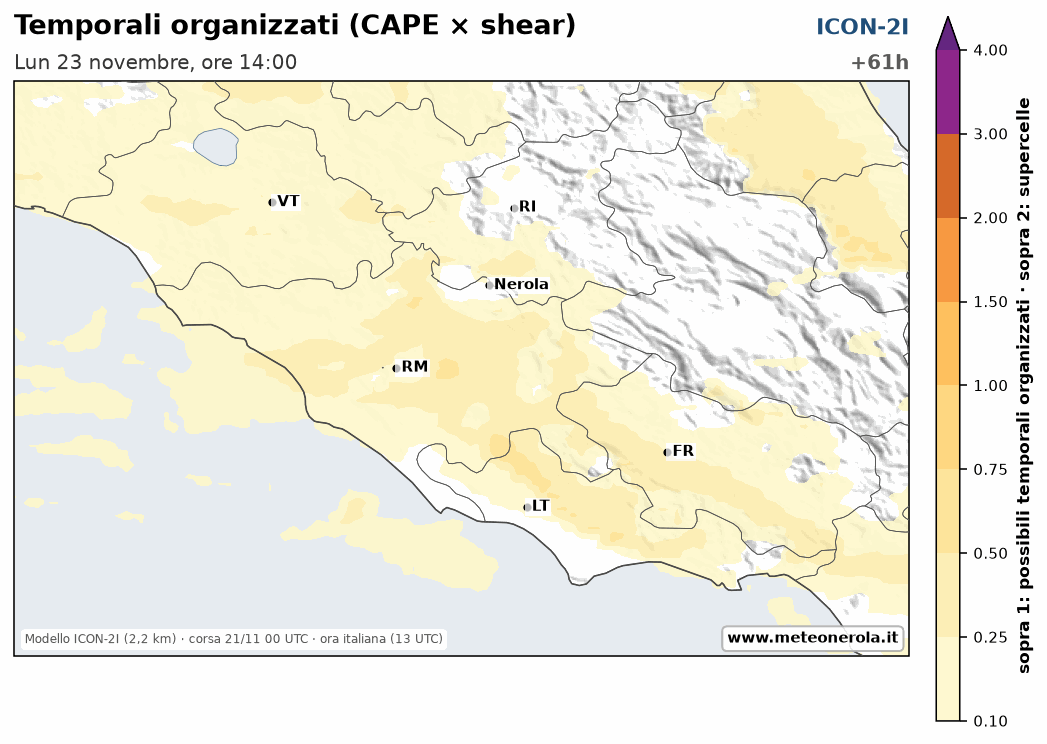 Temporali organizzati (CAPE × shear)
ICON-2I
Lun 23 novembre, ore 14:00
+61h
VT
RI
Nerola
RM
FR
LT
Modello ICON-2I (2,2 km) · corsa 21/11 00 UTC · ora italiana (13 UTC)
www.meteonerola.it
4.00
3.00
2.00
1.50
1.00
0.75
0.50
0.25
0.10
sopra 1: possibili temporali organizzati · sopra 2: supercelle